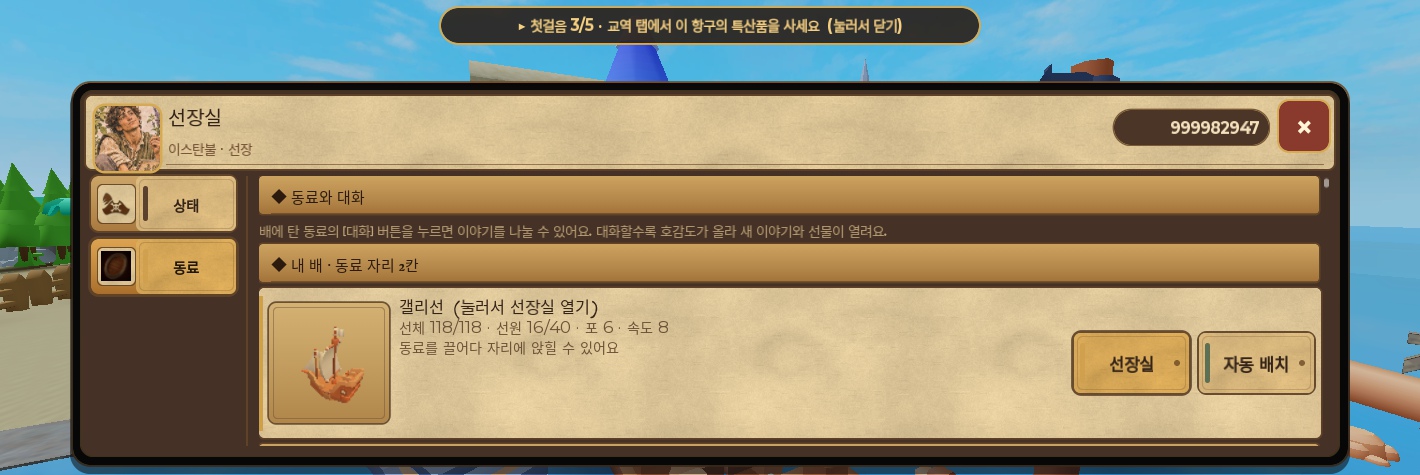 ▸ 첫걸음 3/5 · 교역 탭에서 이 항구의 특산품을 사세요 (눌러서 닫기)
선장실
이스탄불 · 선장
999982947
×
상태
동료
◆ 동료와 대화
배에 탄 동료의 [대화] 버튼을 누르면 이야기를 나눌 수 있어요. 대화할수록 호감도가 올라 새 이야기와 선물이 열려요.
◆ 내 배 · 동료 자리 2칸
갤리선 (눌러서 선장실 열기)
선체 118/118 · 선원 16/40 · 포 6 · 속도 8
동료를 끌어다 자리에 앉힐 수 있어요
선장실
자동 배치